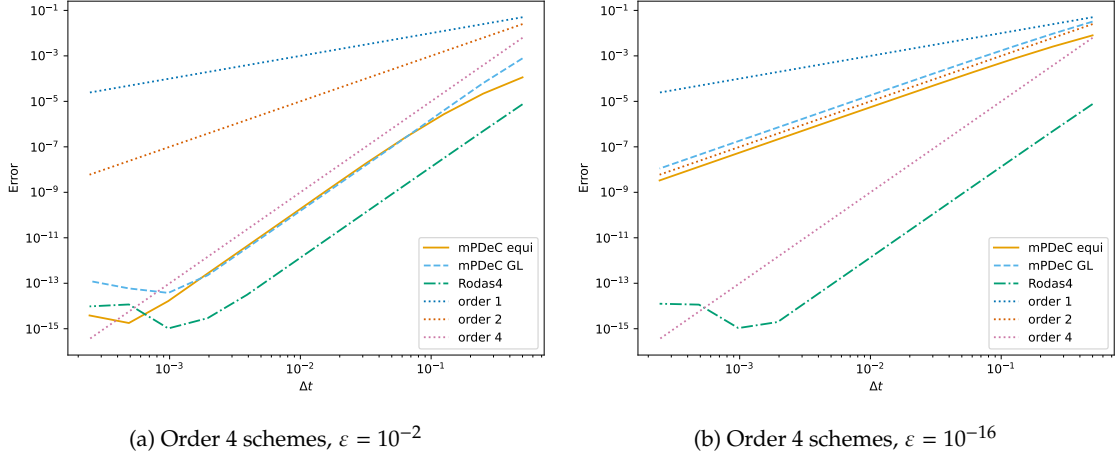 10⁻¹
10⁻³
10⁻⁵
10⁻⁷
10⁻⁹
10⁻¹¹
10⁻¹³
10⁻¹⁵
Error
mPDeC equi
mPDeC GL
Rodas4
order 1
order 2
order 4
10⁻³
10⁻²
10⁻¹
Δt
(a) Order 4 schemes, ε = 10⁻²
10⁻¹
10⁻³
10⁻⁵
10⁻⁷
10⁻⁹
10⁻¹¹
10⁻¹³
10⁻¹⁵
Error
mPDeC equi
mPDeC GL
Rodas4
order 1
order 2
order 4
10⁻³
10⁻²
10⁻¹
Δt
(b) Order 4 schemes, ε = 10⁻¹⁶